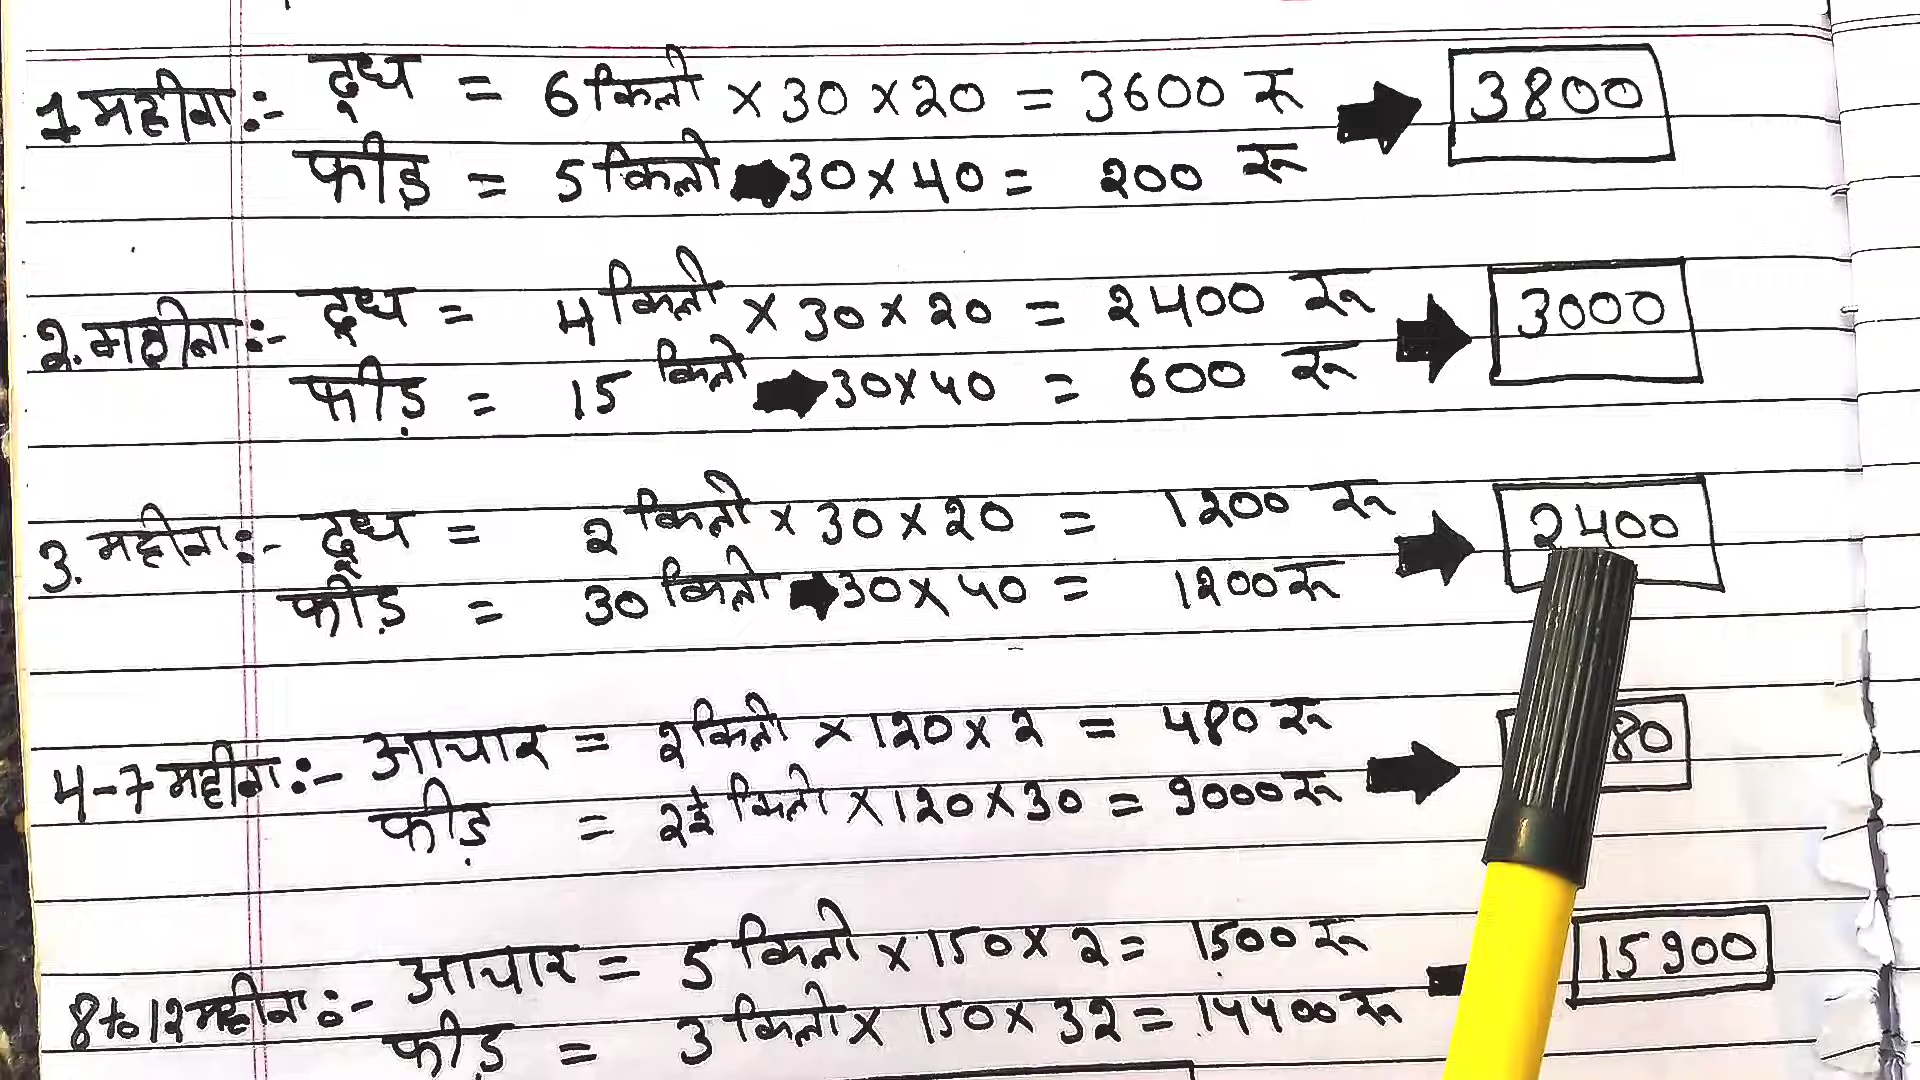 1 महीना :- दूध = 6 किलो × 30 × 20 = 3600 रू ➡ 3800
फीड़ = 5 किलो ➡ 30 × 40 = 200 रू
2. महीना :- दूध = 4 किलो × 30 × 20 = 2400 रू ➡ 3000
फीड़ = 15 किलो ➡ 30×40 = 600 रू
3. महीना :- दूध = 2 किलो × 30 × 20 = 1200 रू ➡ 2400
फीड़ = 30 किलो ➡ 30 × 40 = 1200 रू
4-7 महीना :- आचार = 2 किलो × 120 × 2 = 480 रू ➡ 80
फीड़ = किलो × 120 × 30 = 9000 रू
8 to 12 महीना :- आचार = 5 किलो × 150 × 2 = 1500 रू 15900
फीड़ = 3 किलो × 150 × 32 = 14400 रू